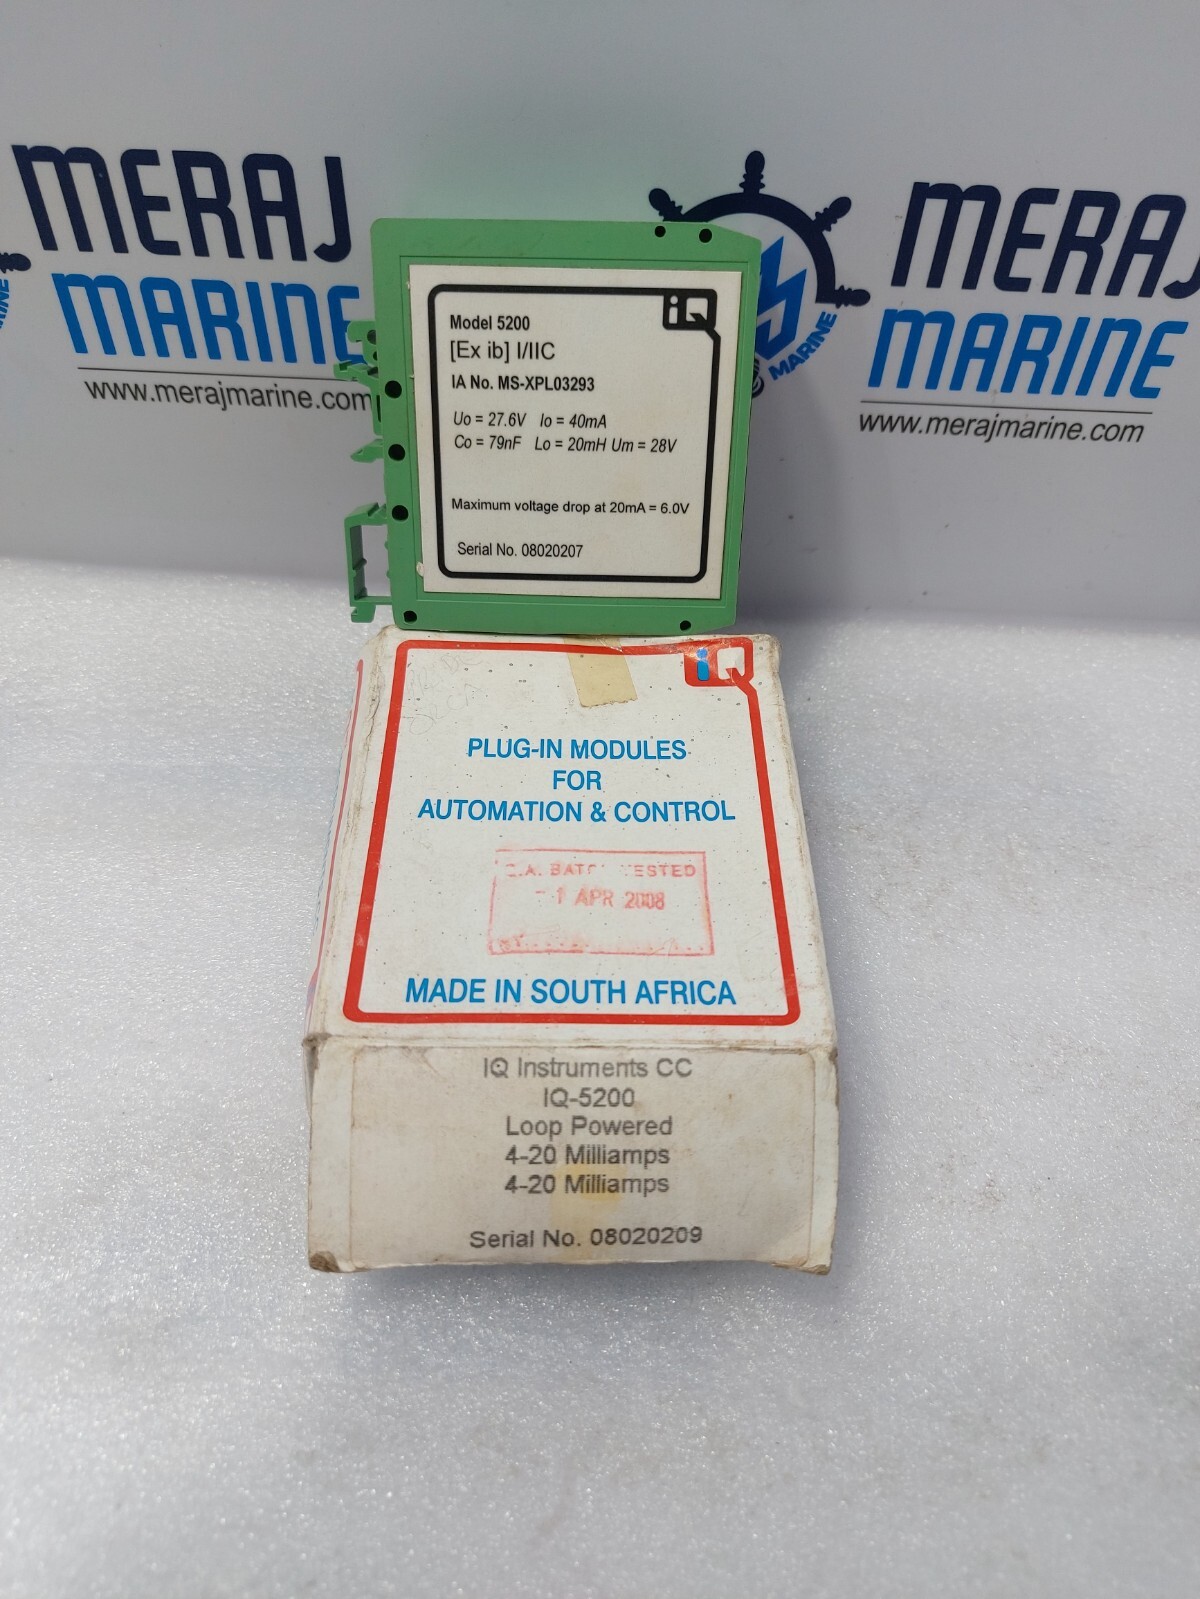 MERAJ
MARINE
www.merajmarine.com
MERAJ
MARINE
www.merajmarine.com
MARINE
iQ
Model 5200
[Ex ib] I/IIC
IA No. MS-XPL03293
Uo = 27.6V Io = 40mA
Co = 79nF Lo = 20mH Um = 28V
Maximum voltage drop at 20mA = 6.0V
Serial No. 08020207
iQ
PLUG-IN MODULES
FOR
AUTOMATION & CONTROL
1 APR 2008
MADE IN SOUTH AFRICA
IQ Instruments CC
IQ-5200
Loop Powered
4-20 Milliamps
4-20 Milliamps
Serial No. 08020209